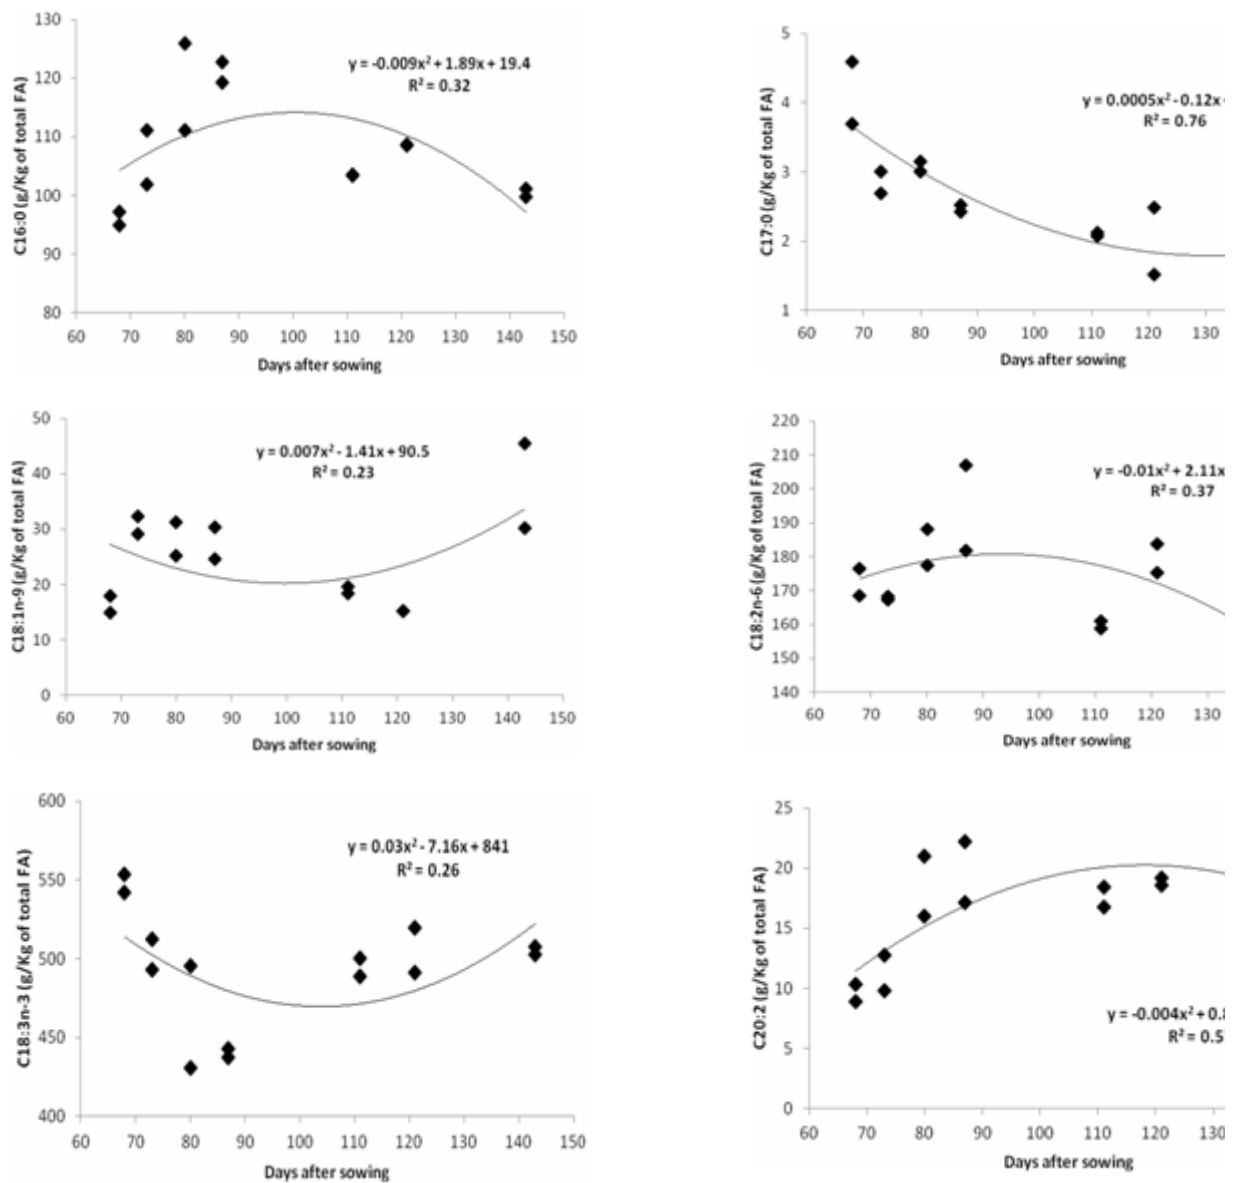 130
120
110
100
90
80
C16:0 (g/Kg of total FA)
y = -0.009x² + 1.89x + 19.4
R² = 0.32
60 70 80 90 100 110 120 130 140 150
Days after sowing
5
4
3
2
1
C17:0 (g/Kg of total FA)
y = 0.0005x² - 0.12x
R² = 0.76
60 70 80 90 100 110 120 130
Days after sowing
50
40
30
20
10
0
C18:1n-9 (g/Kg of total FA)
y = 0.007x² - 1.41x + 90.5
R² = 0.23
60 70 80 90 100 110 120 130 140 150
Days after sowing
220
210
200
190
180
170
160
150
140
C18:2n-6 (g/Kg of total FA)
y = -0.01x² + 2.11x
R² = 0.37
60 70 80 90 100 110 120 130
Days after sowing
600
550
500
450
400
C18:3n-3 (g/Kg of total FA)
y = 0.03x² - 7.16x + 841
R² = 0.26
60 70 80 90 100 110 120 130 140 150
Days after sowing
25
20
15
10
5
0
C20:2 (g/Kg of total FA)
y = -0.004x² + 0.8
R² = 0.5
60 70 80 90 100 110 120 130
Days after sowing